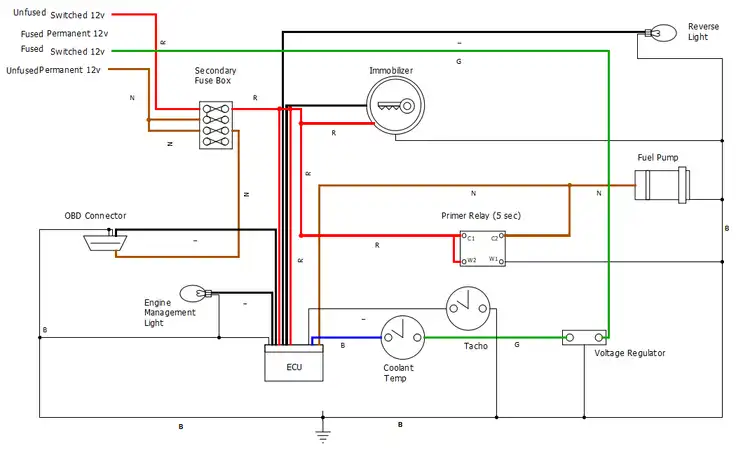 Unfused Switched 12v
Fused Permanent 12v
Fused Switched 12v
Unfused Permanent 12v
R
Reverse
Light
I
G
Secondary
Fuse Box
Immobilizer
N
R
R
N
Fuel Pump
R
N
N
N
OBD Connector
Primer Relay (5 sec)
B
I
C1
C2
R
W2
W1
R
Engine
Management
Light
I
I
B
B
Tacho
G
Voltage Regulator
ECU
Coolant
Temp
B
B